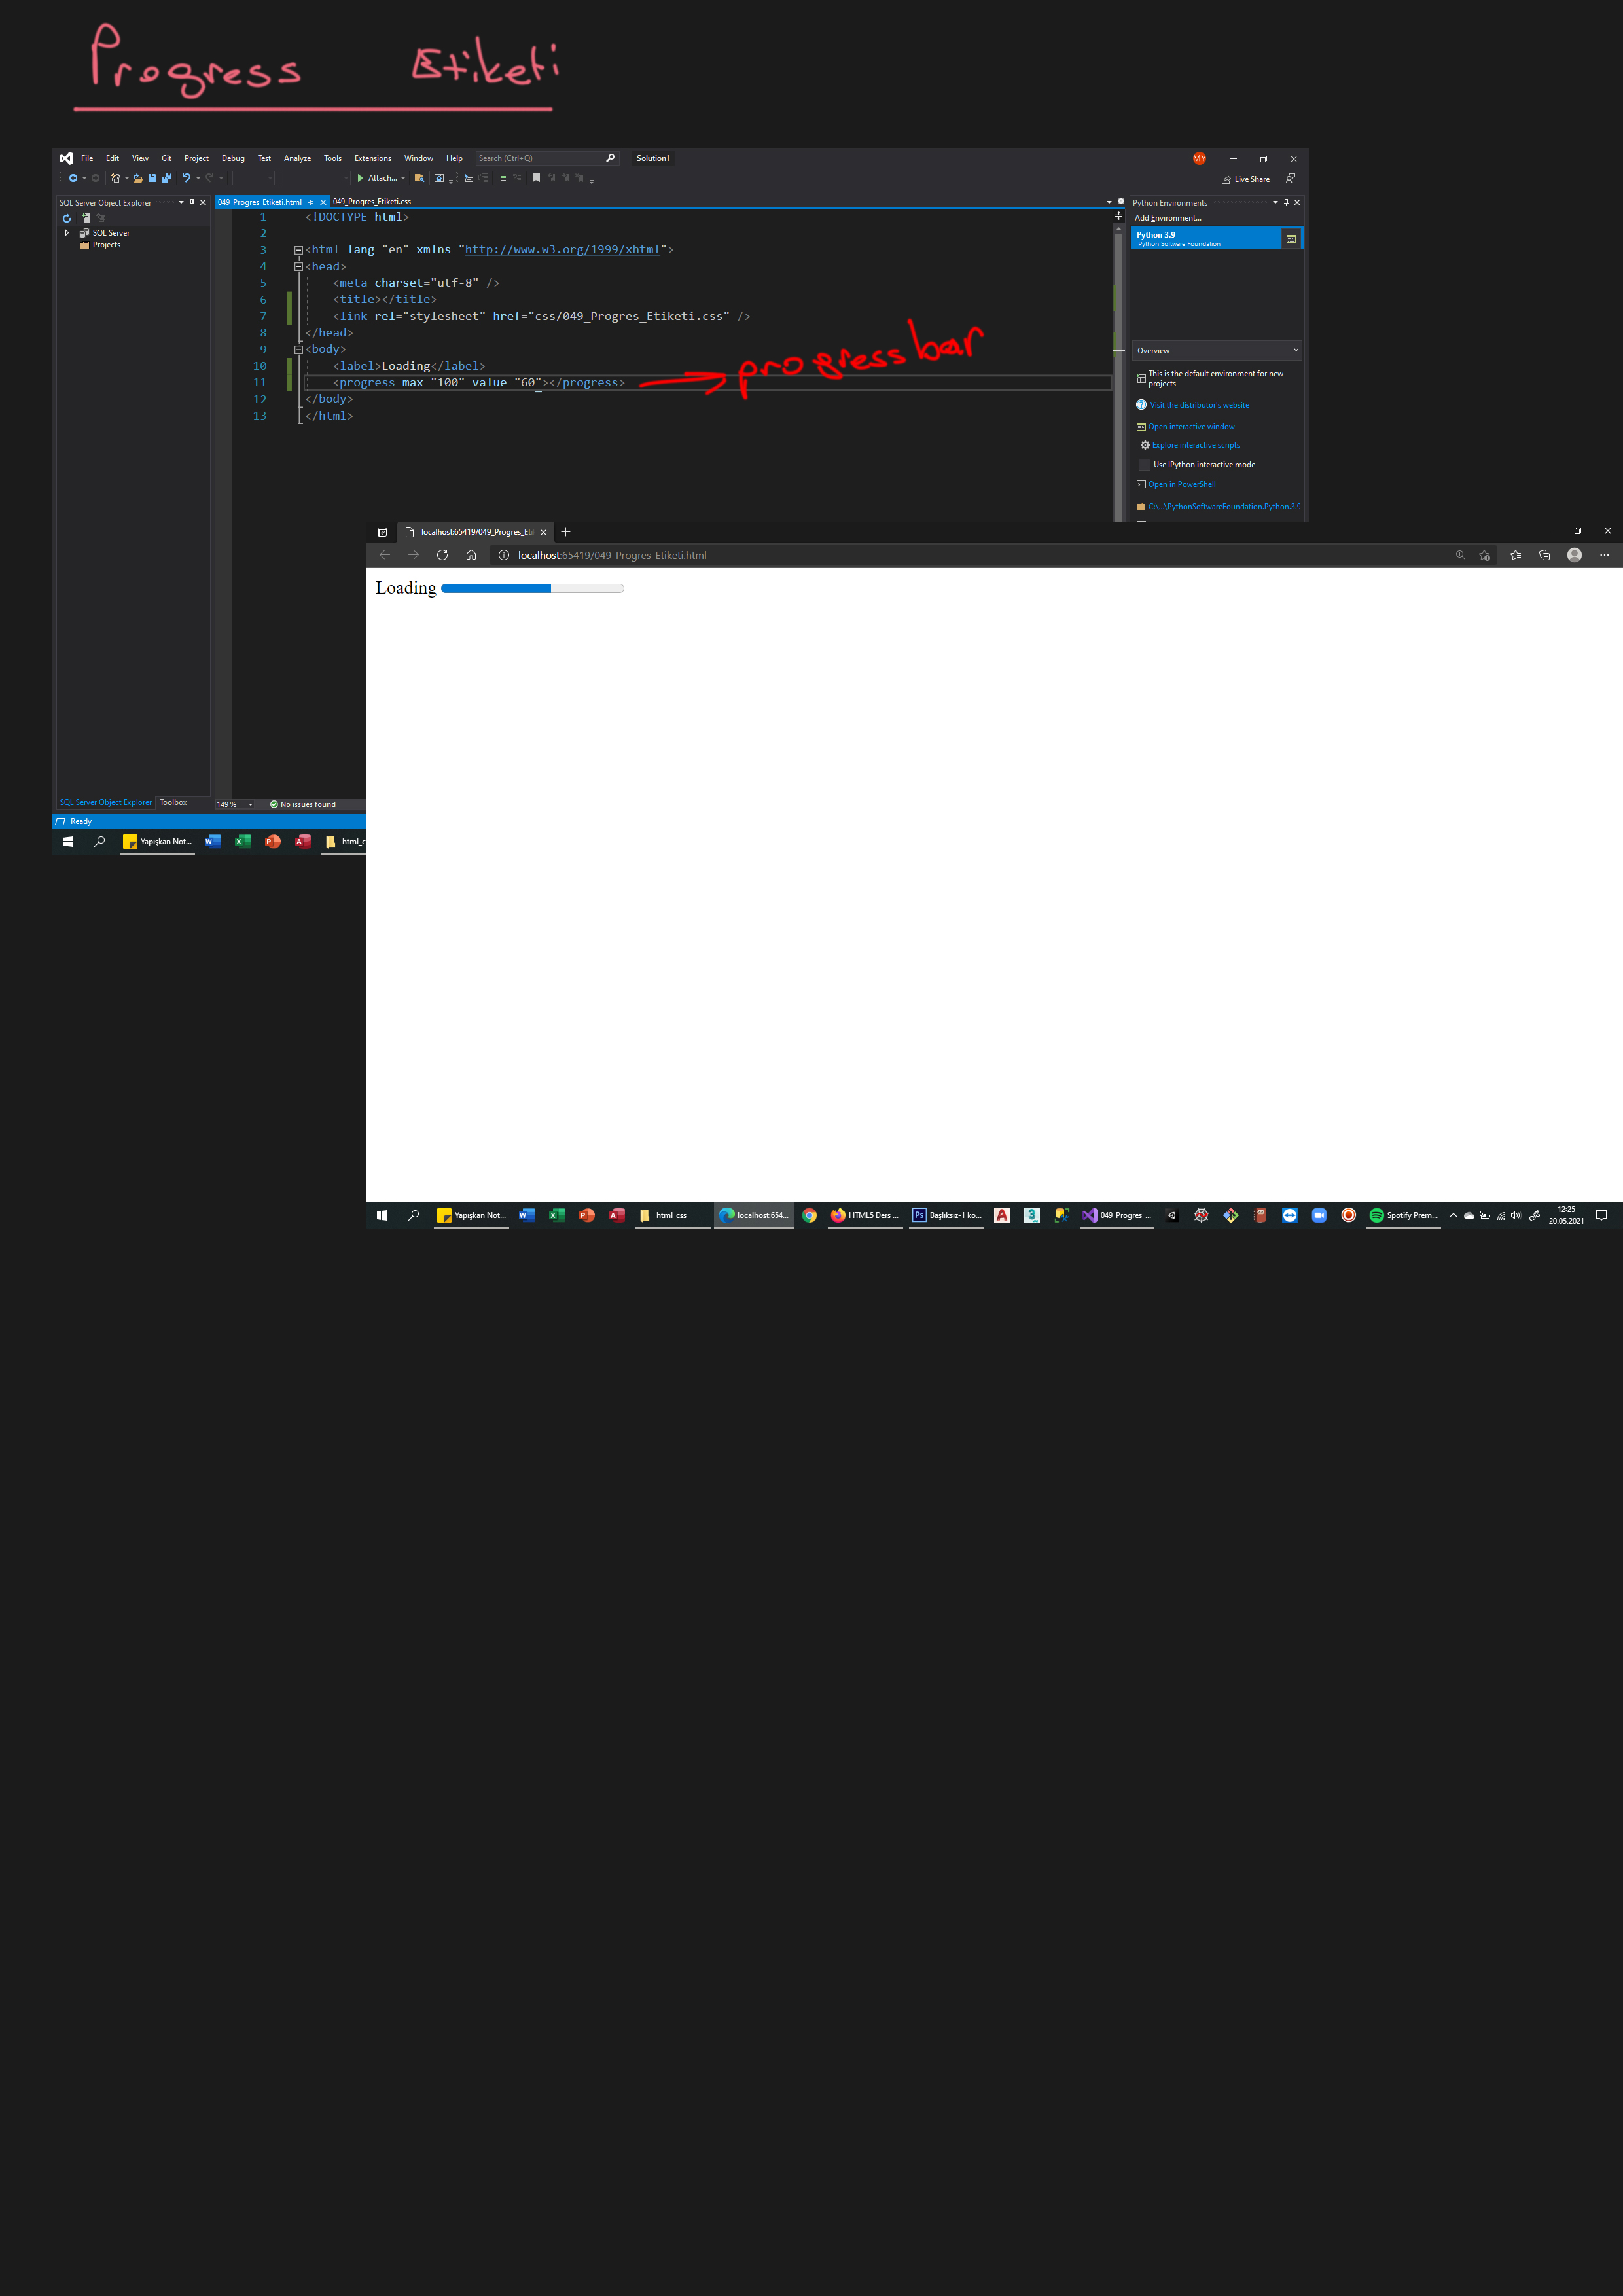 Progress Etiketi
File Edit View Git Project Debug Test Analyze Tools Extensions Window Help Search (Ctrl+Q) Solution1 MY
Attach... Live Share
SQL Server Object Explorer
SQL Server
Projects
049_Progres_Etiketi.html 049_Progres_Etiketi.css
1 <!DOCTYPE html>
2
3 <html lang="en" xmlns="http://www.w3.org/1999/xhtml">
4 <head>
5 <meta charset="utf-8" />
6 <title></title>
7 <link rel="stylesheet" href="css/049_Progres_Etiketi.css" />
8 </head>
9 <body>
10 <label>Loading</label>
11 <progress max="100" value="60"></progress>
12 </body>
13 </html>
progressbar
Python Environments
Add Environment...
Python 3.9
Python Software Foundation
Overview
This is the default environment for new
projects
Visit the distributor's website
Open interactive window
Explore interactive scripts
Use IPython interactive mode
Open in PowerShell
C:\...\PythonSoftwareFoundation.Python.3.9
SQL Server Object Explorer Toolbox
149 % No issues found
Ready
Yapışkan Not... html_c
localhost:65419/049_Progres_Eti
localhost:65419/049_Progres_Etiketi.html
Loading
Yapışkan Not... html_css localhost:654... HTML5 Ders ... Başlıksız-1 ko... 049_Progres_... Spotify Prem... 12:25
20.05.2021